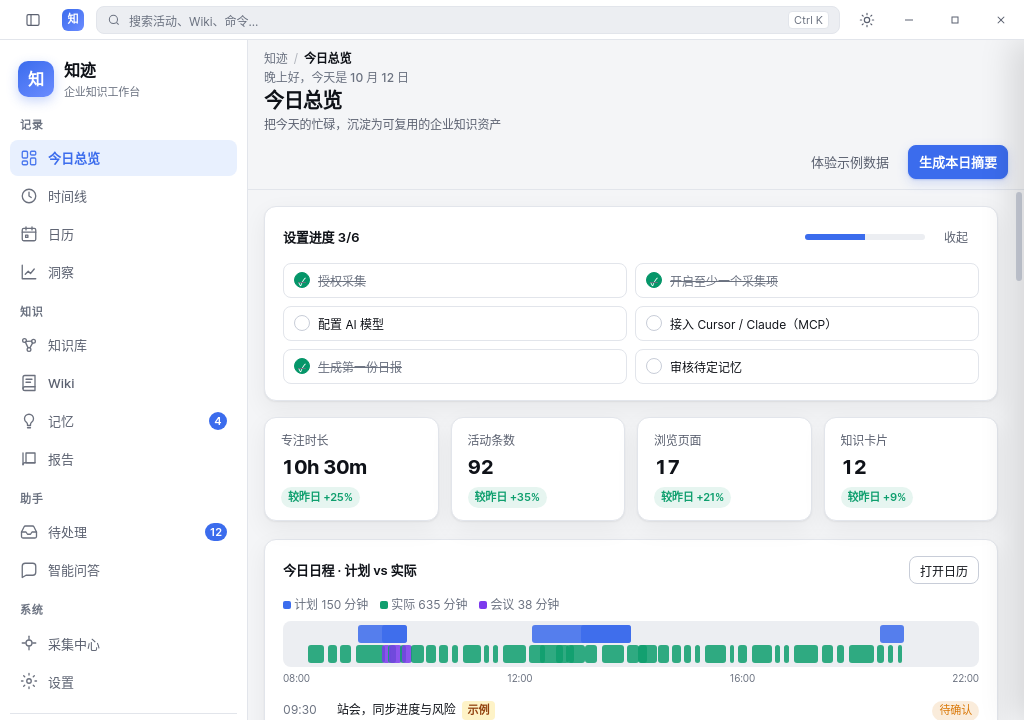 知
搜索活动、Wiki、命令...
Ctrl K
知
知迹
企业知识工作台
记录
今日总览
时间线
日历
洞察
知识
知识库
Wiki
记忆
4
报告
助手
待处理
12
智能问答
系统
采集中心
设置
知迹 / 今日总览
晚上好，今天是 10 月 12 日
今日总览
把今天的忙碌，沉淀为可复用的企业知识资产
体验示例数据
生成本日摘要
设置进度 3/6
收起
授权采集
开启至少一个采集项
配置 AI 模型
接入 Cursor / Claude（MCP）
生成第一份日报
审核待定记忆
专注时长
10h 30m
较昨日 +25%
活动条数
92
较昨日 +35%
浏览页面
17
较昨日 +21%
知识卡片
12
较昨日 +9%
今日日程 · 计划 vs 实际
打开日历
计划 150 分钟
实际 635 分钟
会议 38 分钟
08:00
12:00
16:00
22:00
09:30
站会，同步进度与风险
示例
待确认